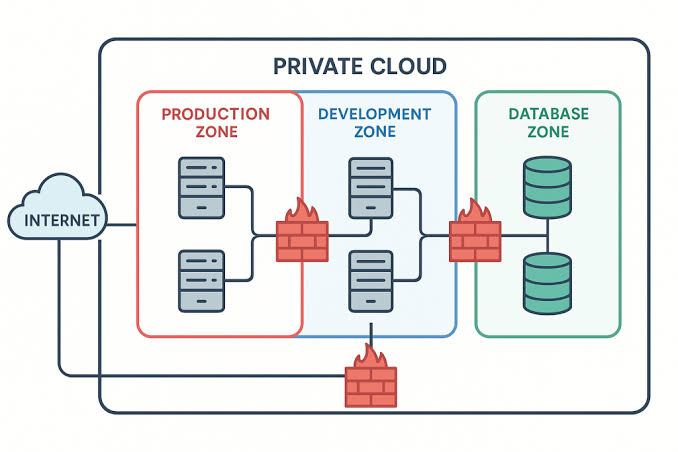 PRIVATE CLOUD
PRODUCTION
ZONE
DEVELOPMENT
ZONE
DATABASE
ZONE
INTERNET